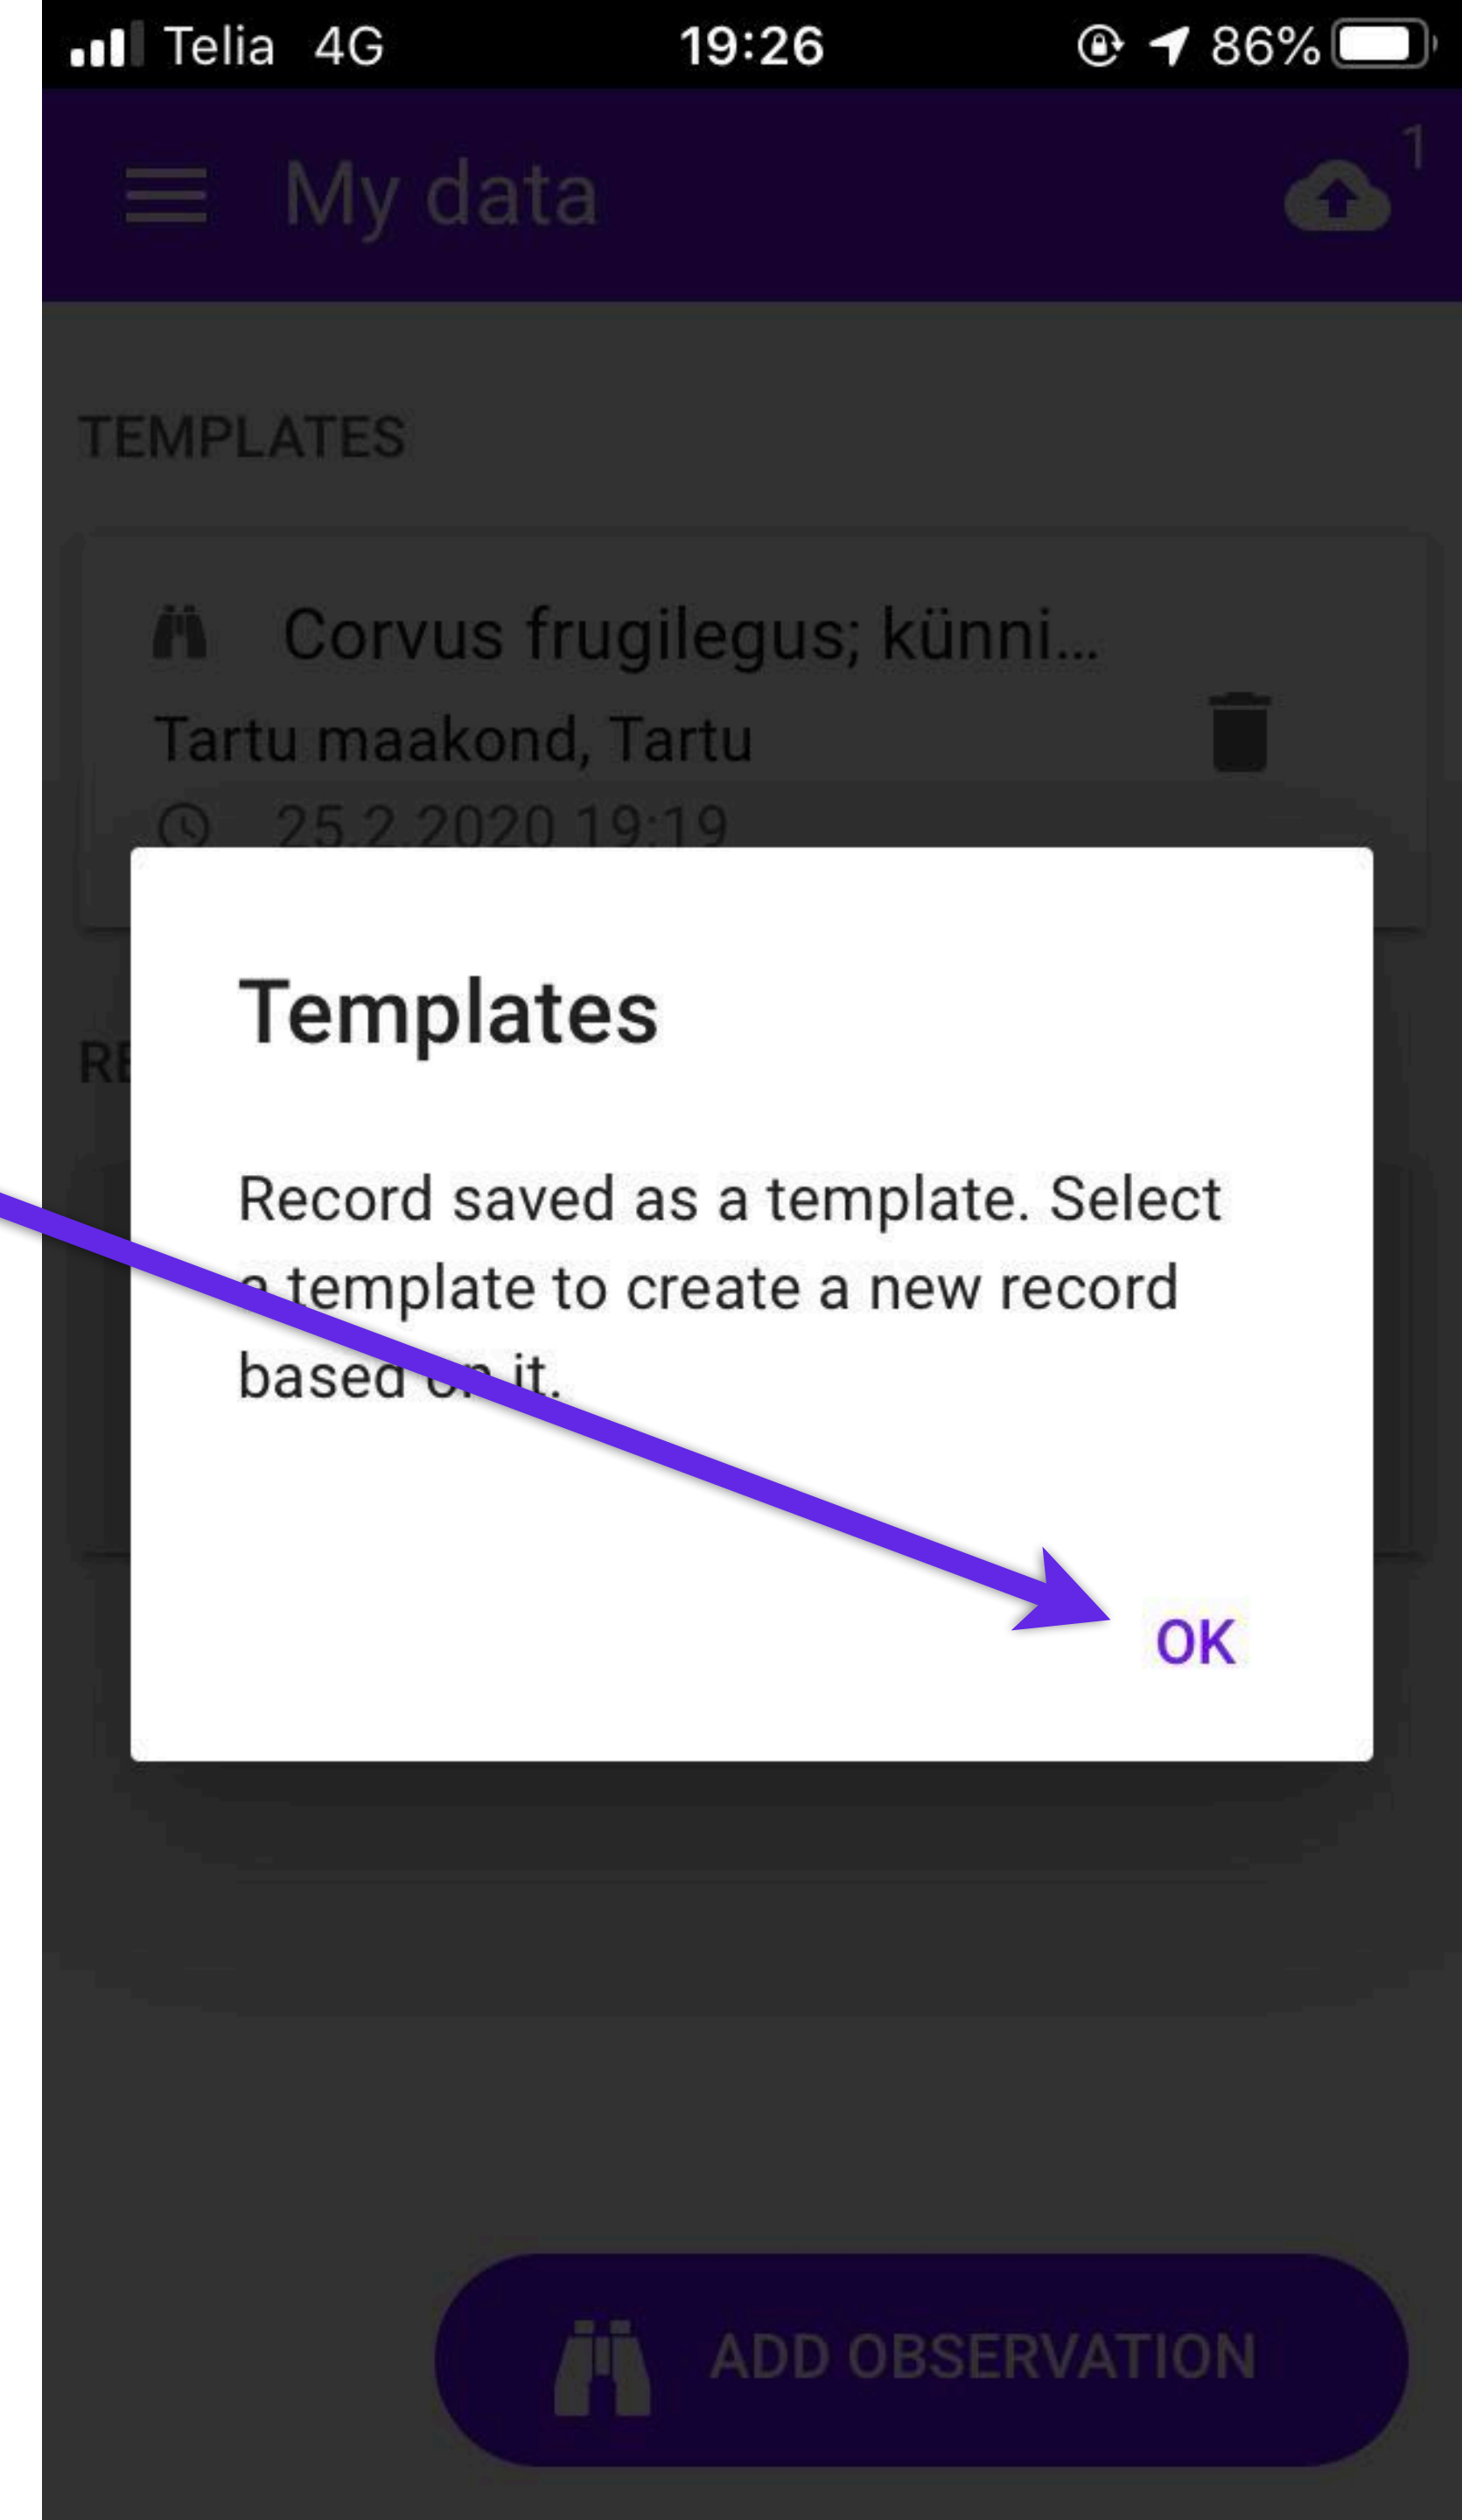 Telia 4G 19:26 86%
My data 1
TEMPLATES
Corvus frugilegus; künni...
Tartu maakond, Tartu
25.2.2020 19:19
Templates
RE
Record saved as a template. Select
a template to create a new record
based on it.
OK
ADD OBSERVATION